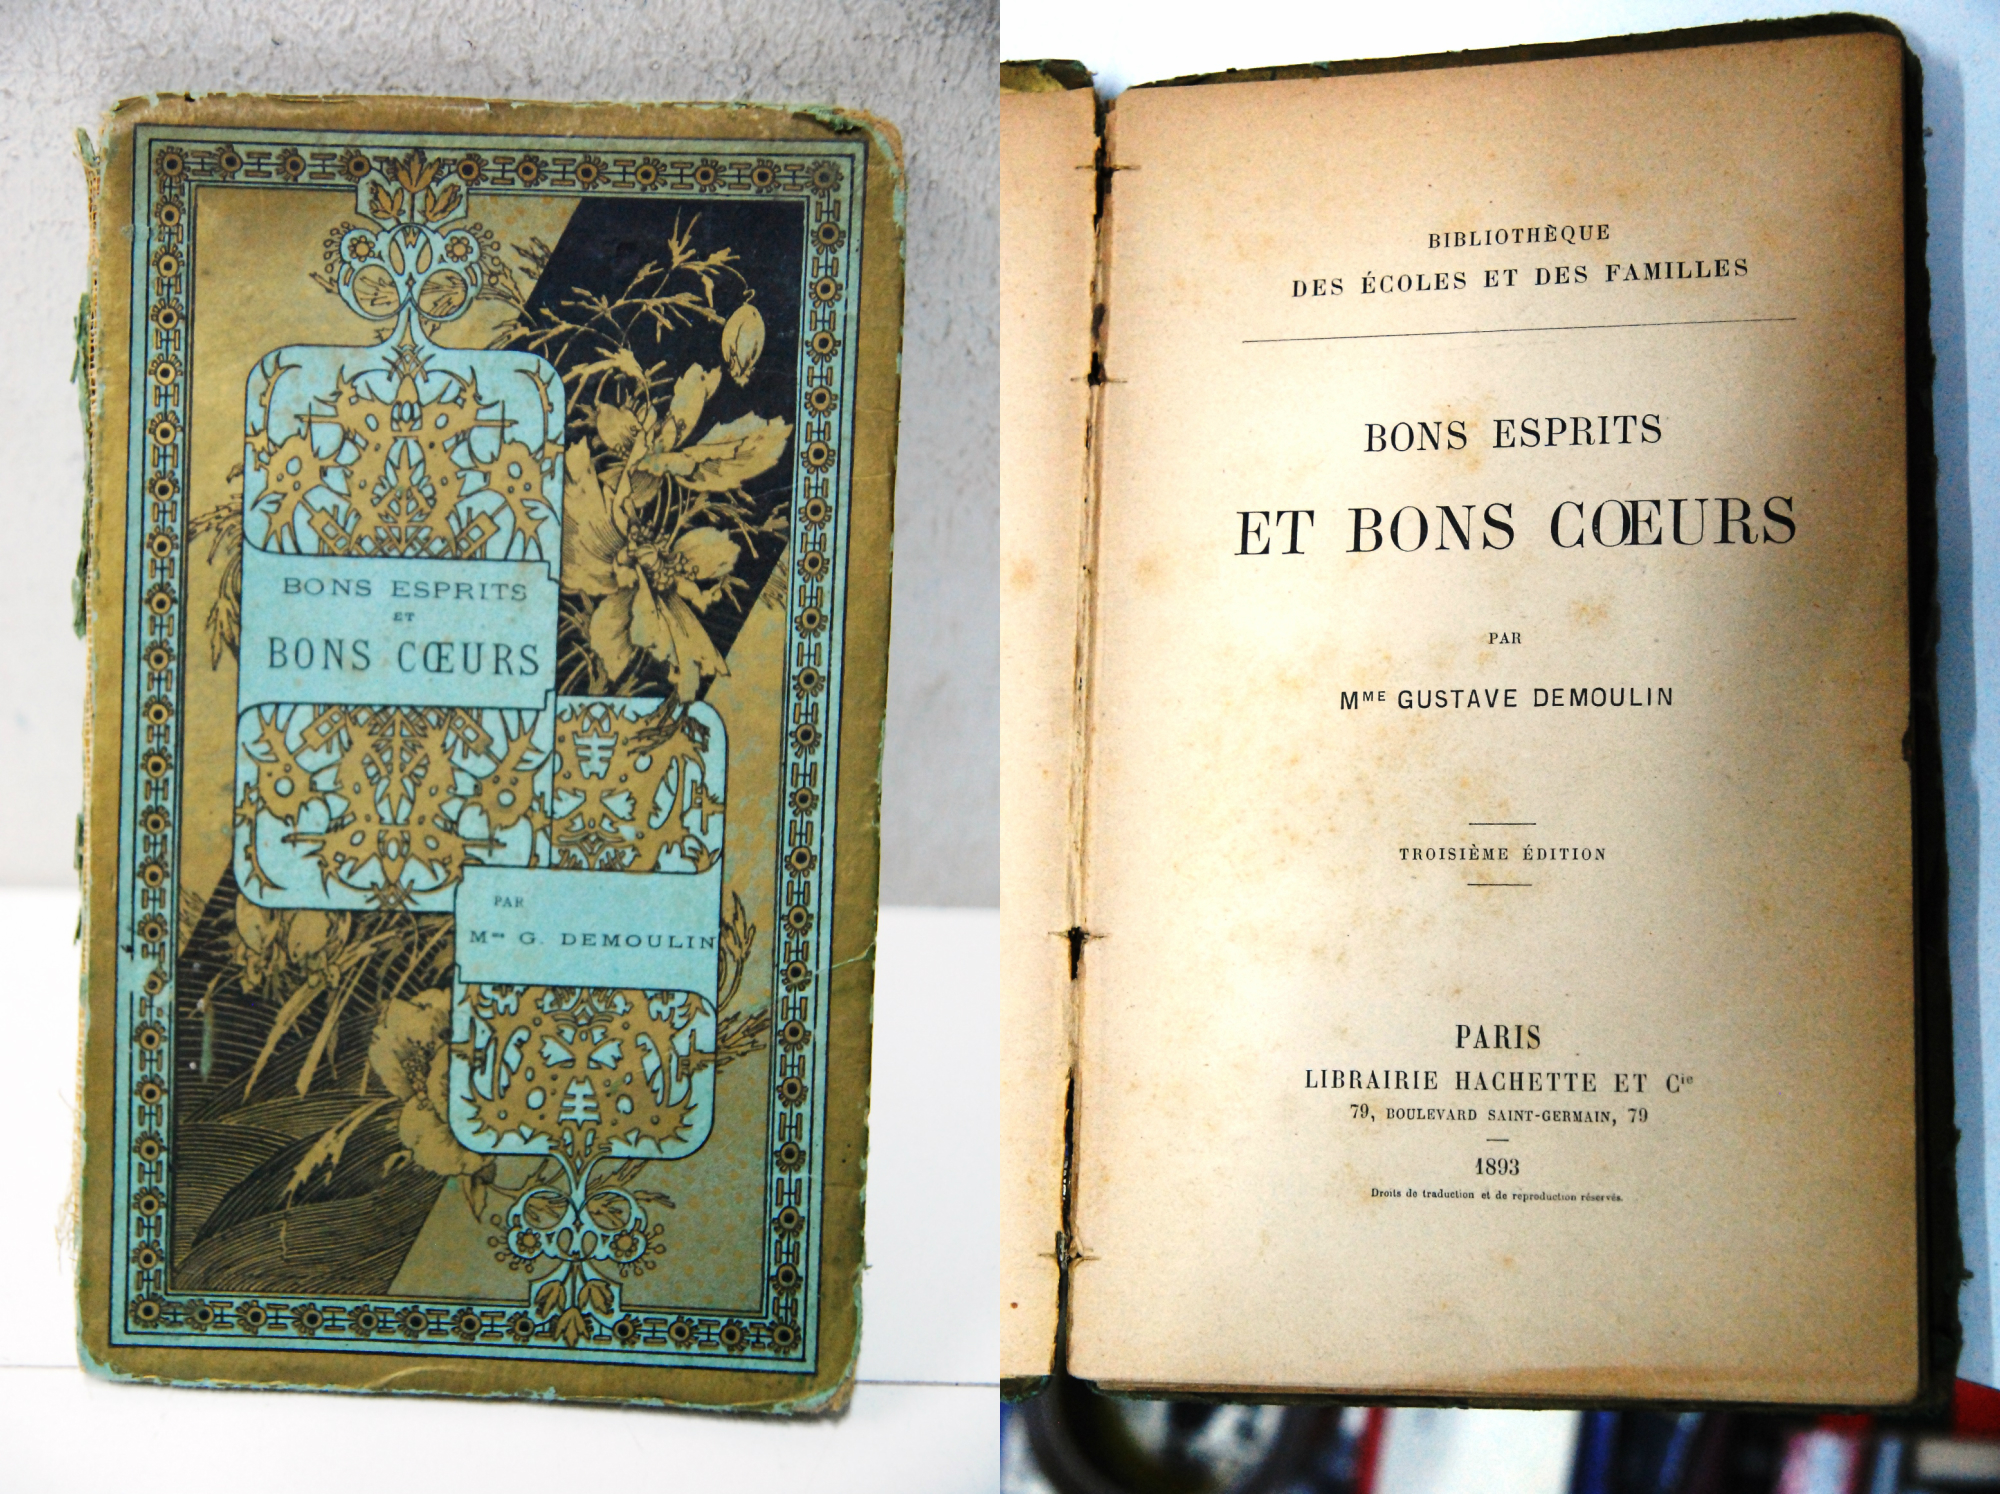 BONS ESPRITS
ET
BONS CŒURS
PAR
Mme G. DEMOULIN
BIBLIOTHÈQUE
DES ÉCOLES ET DES FAMILLES
BONS ESPRITS
ET BONS CŒURS
PAR
MME GUSTAVE DEMOULIN
TROISIÈME ÉDITION
PARIS
LIBRAIRIE HACHETTE ET Cie
79, BOULEVARD SAINT-GERMAIN, 79
1893
Droits de traduction et de reproduction réservés.